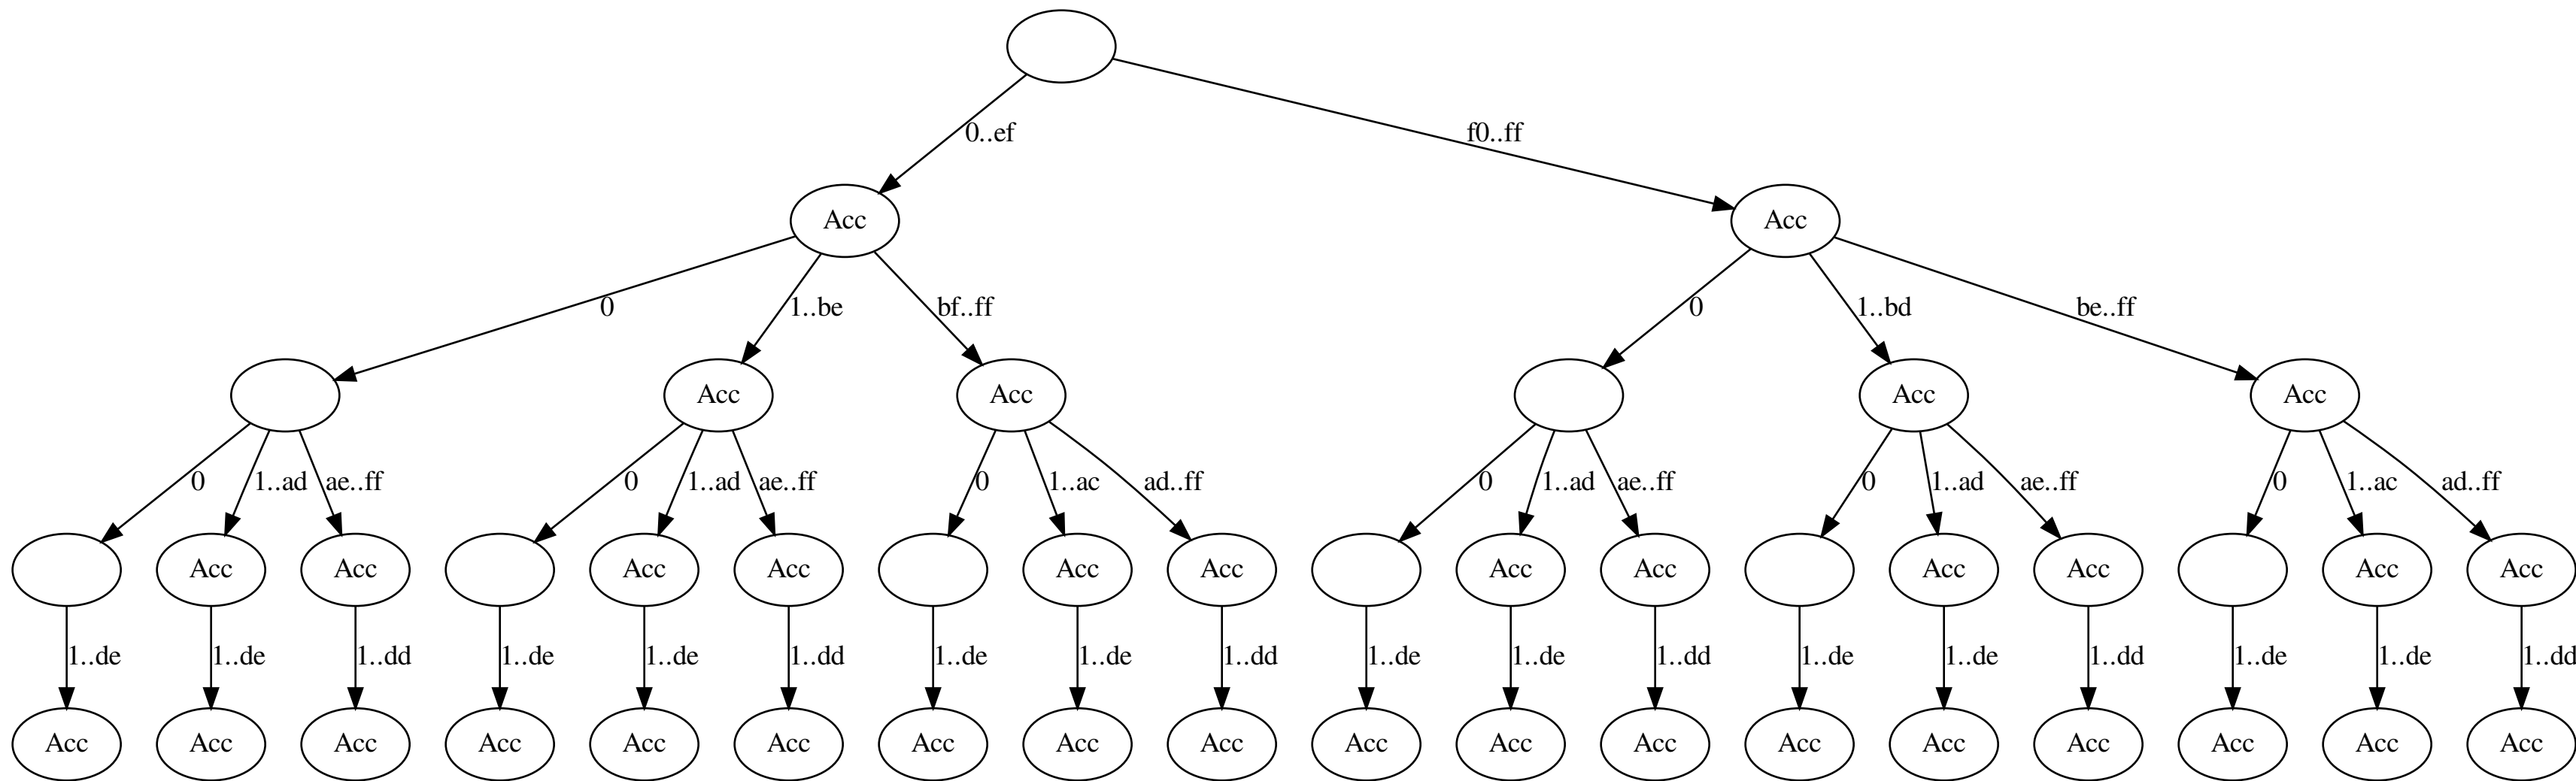 0..ef f0..ff
Acc Acc
0 1..be bf..ff 0 1..bd be..ff
Acc Acc Acc Acc
0 1..ad ae..ff 0 1..ad ae..ff 0 1..ac ad..ff 0 1..ad ae..ff 0 1..ad ae..ff 0 1..ac ad..ff
Acc Acc Acc Acc Acc Acc Acc Acc Acc Acc Acc Acc
1..de 1..de 1..dd 1..de 1..de 1..dd 1..de 1..de 1..dd 1..de 1..de 1..dd 1..de 1..de 1..dd 1..de 1..de 1..dd
Acc Acc Acc Acc Acc Acc Acc Acc Acc Acc Acc Acc Acc Acc Acc Acc Acc Acc